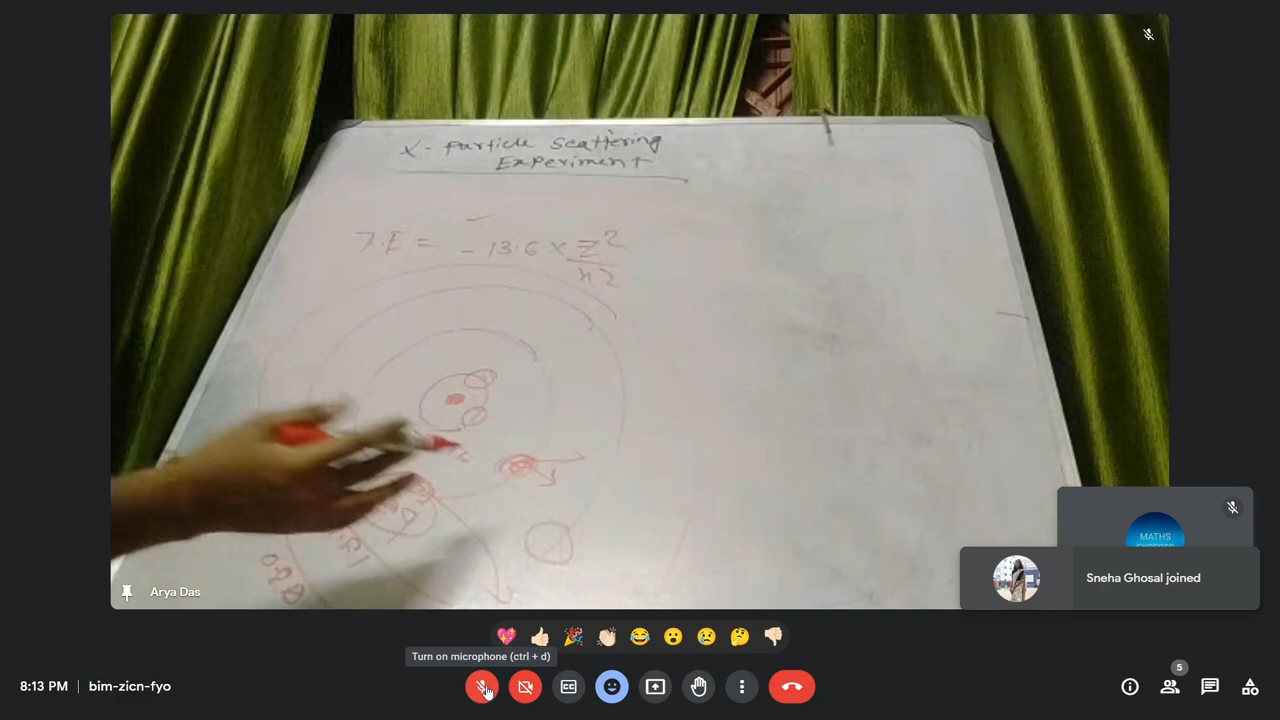 α- particle scattering
Experiment
T.E = - 13.6 × Z²
n2
Arya Das
MATHS
Sneha Ghosal joined
Turn on microphone (ctrl + d)
8:13 PM | bim-zicn-fyo
5